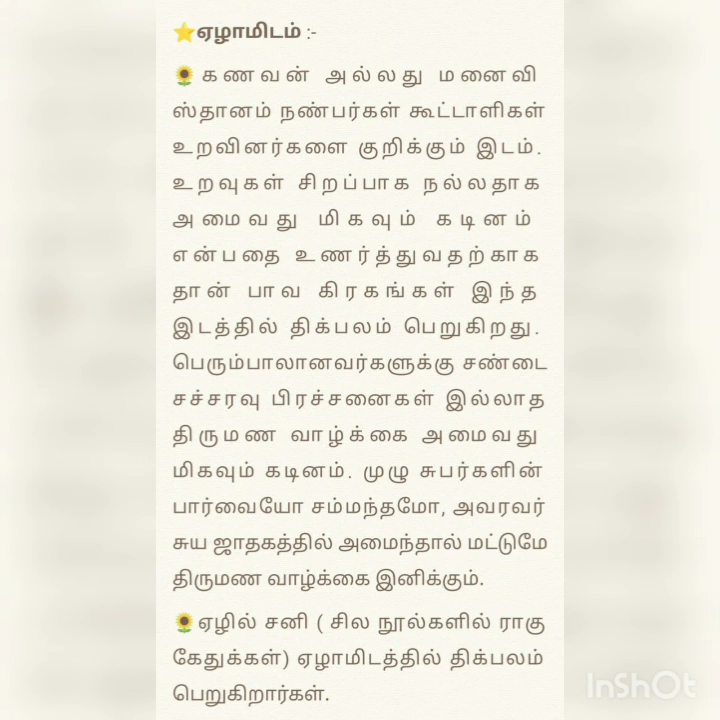 ⭐ஏழாமிடம் :-
🌻கணவன் அல்லது மனைவி
ஸ்தானம் நண்பர்கள் கூட்டாளிகள்
உறவினர்களை குறிக்கும் இடம்.
உறவுகள் சிறப்பாக நல்லதாக
அமைவது மிகவும் கடினம்
என்பதை உணர்த்துவதற்காக
தான் பாவ கிரகங்கள் இந்த
இடத்தில் திக்பலம் பெறுகிறது.
பெரும்பாலானவர்களுக்கு சண்டை
சச்சரவு பிரச்சனைகள் இல்லாத
திருமண வாழ்க்கை அமைவது
மிகவும் கடினம். முழு சுபர்களின்
பார்வையோ சம்மந்தமோ, அவரவர்
சுய ஜாதகத்தில் அமைந்தால் மட்டுமே
திருமண வாழ்க்கை இனிக்கும்.
🌻ஏழில் சனி ( சில நூல்களில் ராகு
கேதுக்கள்) ஏழாமிடத்தில் திக்பலம்
பெறுகிறார்கள்.
InShOt